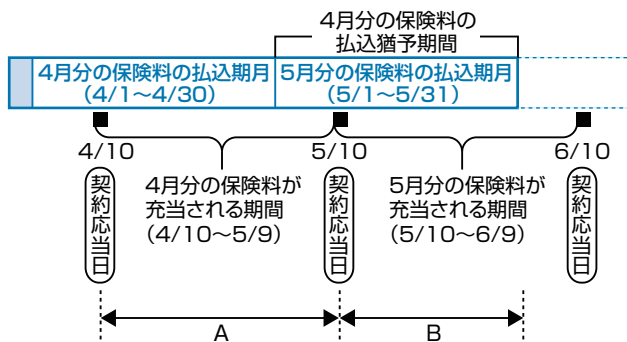 4月分の保険料の
払込猶予期間
4月分の保険料の払込期月
(4/1〜4/30)
5月分の保険料の払込期月
(5/1〜5/31)
4/10
5/10
6/10
契約応当日
4月分の保険料が
充当される期間
(4/10〜5/9)
契約応当日
5月分の保険料が
充当される期間
(5/10〜6/9)
契約応当日
A
B